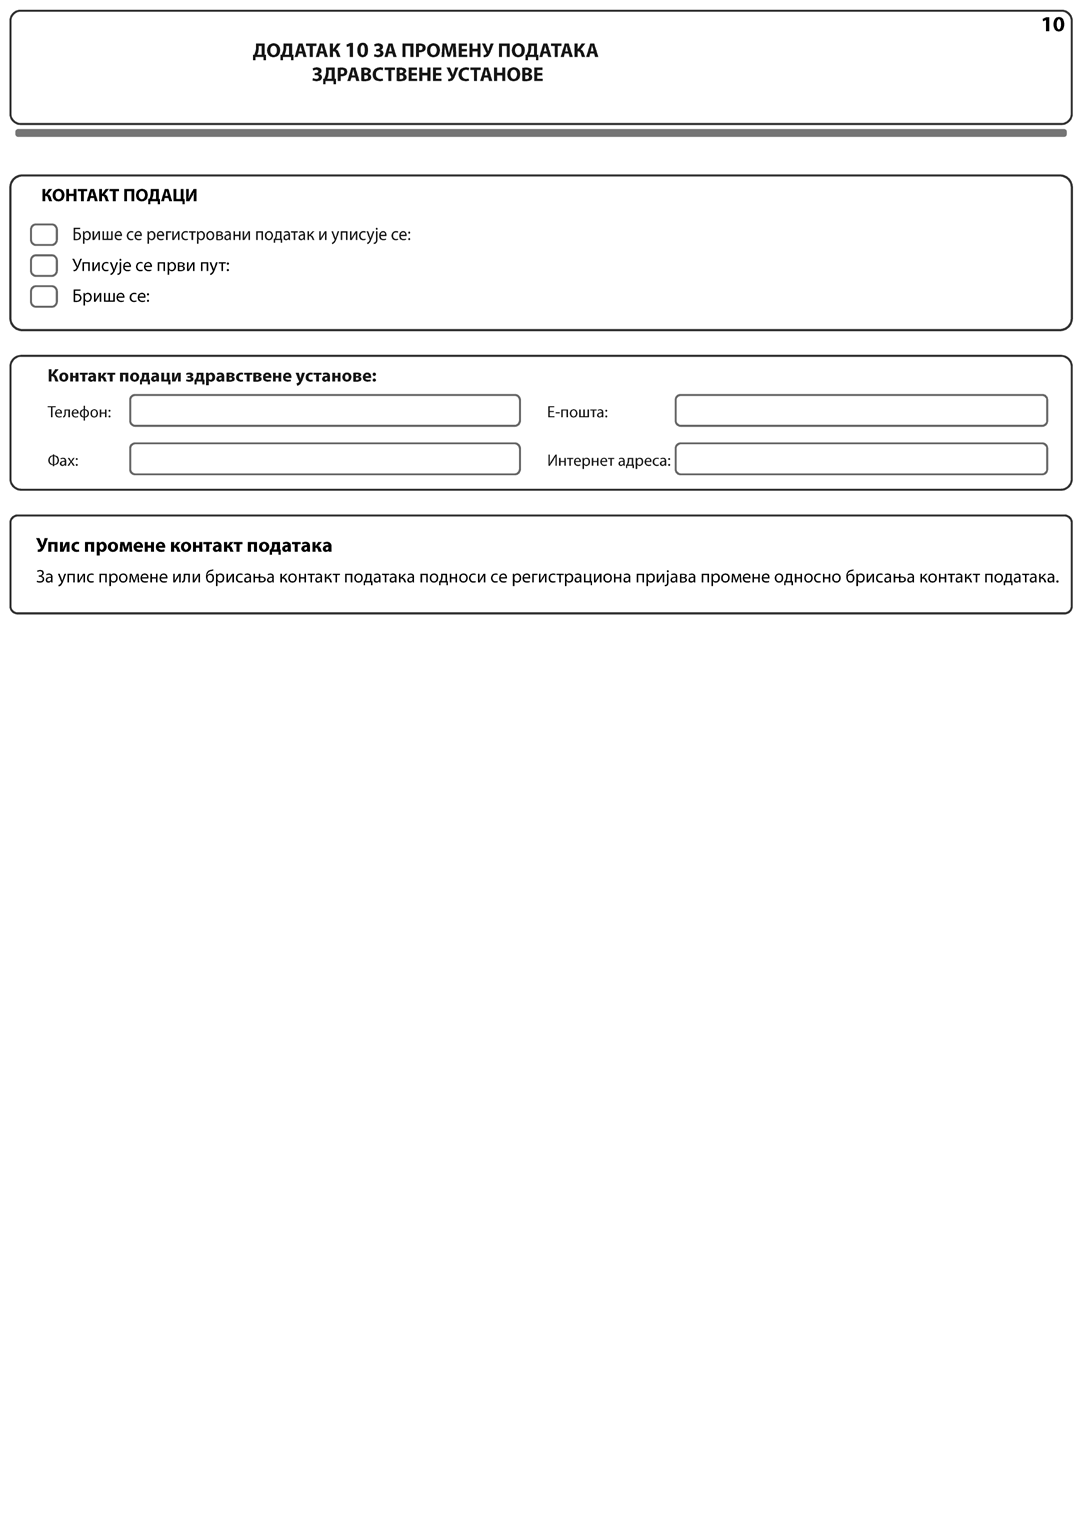 10
ДОДАТАК 10 ЗА ПРОМЕНУ ПОДАТАКА
ЗДРАВСТВЕНЕ УСТАНОВЕ
КОНТАКТ ПОДАЦИ
Брише се регистровани податак и уписује се:
Уписује се први пут:
Брише се:
Контакт подаци здравствене установе:
Телефон:
Е-пошта:
Фах:
Интернет адреса:
Упис промене контакт података
За упис промене или брисања контакт података подноси се регистрациона пријава промене односно брисања контакт података.